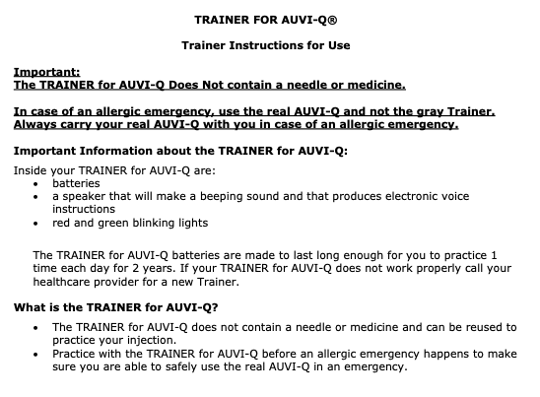 TRAINER FOR AUVI-Q®
Trainer Instructions for Use
Important:
The TRAINER for AUVI-Q Does Not contain a needle or medicine.
In case of an allergic emergency, use the real AUVI-Q and not the gray Trainer.
Always carry your real AUVI-Q with you in case of an allergic emergency.
Important Information about the TRAINER for AUVI-Q:
Inside your TRAINER for AUVI-Q are:
• batteries
• a speaker that will make a beeping sound and that produces electronic voice
instructions
• red and green blinking lights
The TRAINER for AUVI-Q batteries are made to last long enough for you to practice 1
time each day for 2 years. If your TRAINER for AUVI-Q does not work properly call your
healthcare provider for a new Trainer.
What is the TRAINER for AUVI-Q?
• The TRAINER for AUVI-Q does not contain a needle or medicine and can be reused to
practice your injection.
• Practice with the TRAINER for AUVI-Q before an allergic emergency happens to make
sure you are able to safely use the real AUVI-Q in an emergency.